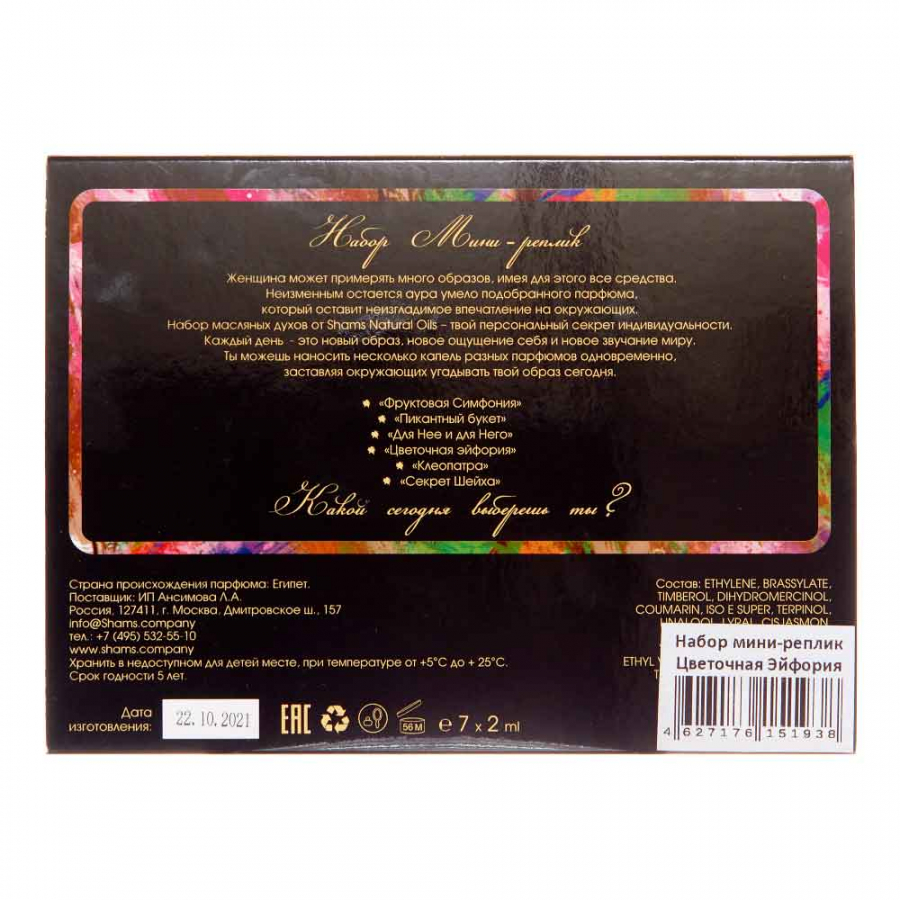 Набор Мини-реплик
Женщина может примерять много образов, имея для этого все средства.
Неизменным остается аура умело подобранного парфюма,
который оставит неизгладимое впечатление на окружающих.
Набор масляных духов от Shams Natural Oils – твой персональный секрет индивидуальности.
Каждый день - это новый образ, новое ощущение себя и новое звучание миру.
Ты можешь наносить несколько капель разных парфюмов одновременно,
заставляя окружающих угадывать твой образ сегодня.
«Фруктовая Симфония»
«Пикантный букет»
«Для Нее и для Него»
«Цветочная эйфория»
«Клеопатра»
«Секрет Шейха»
Какой сегодня выберешь ты?
Страна происхождения парфюма: Египет.
Поставщик: ИП Ансимова Л.А.
Россия, 127411, г. Москва. Дмитровское ш., 157
info@Shams.company
тел.: +7 (495) 532-55-10
www.shams.company
Хранить в недоступном для детей месте, при температуре от +5°C до + 25°C.
Срок годности 5 лет.
Состав: ETHYLENE, BRASSYLATE,
TIMBEROL, DIHYDROMERCINOL,
COUMARIN, ISO E SUPER, TERPINOL,
LINALOOL, LYRAL, CISJASMON,
ETHYL
Набор мини-реплик
Цветочная Эйфория
4 627176 151938
Дата
изготовления:
22.10.2021
EAC
56 M
℮ 7 x 2 ml